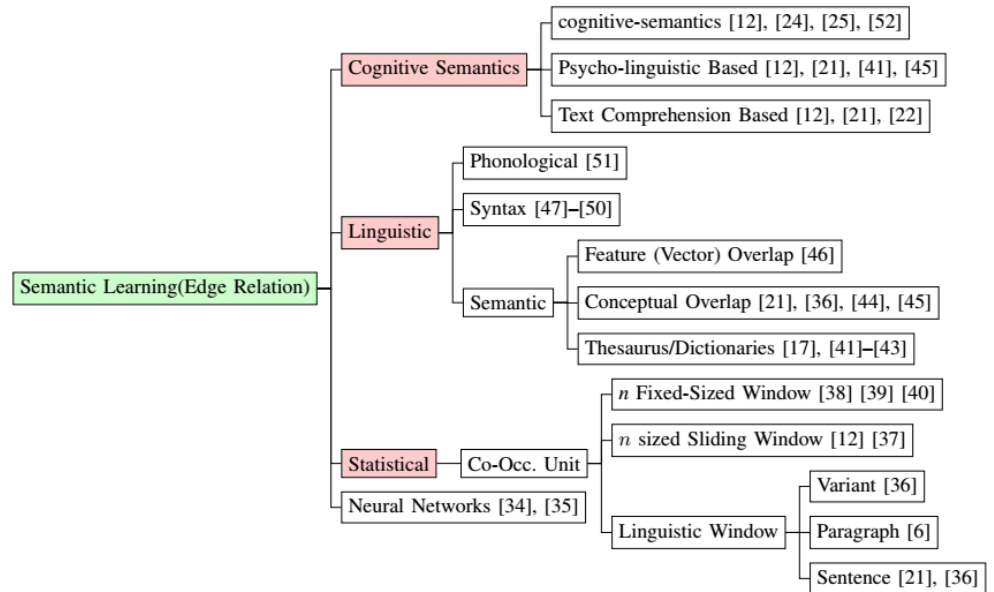 cognitive-semantics [12], [24], [25], [52]
Cognitive Semantics
Psycho-linguistic Based [12], [21], [41], [45]
Text Comprehension Based [12], [21], [22]
Phonological [51]
Syntax [47]–[50]
Linguistic
Feature (Vector) Overlap [46]
Semantic Learning(Edge Relation)
Semantic
Conceptual Overlap [21], [36], [44], [45]
Thesaurus/Dictionaries [17], [41]–[43]
n Fixed-Sized Window [38] [39] [40]
n sized Sliding Window [12] [37]
Statistical
Co-Occ. Unit
Variant [36]
Neural Networks [34], [35]
Linguistic Window
Paragraph [6]
Sentence [21], [36]